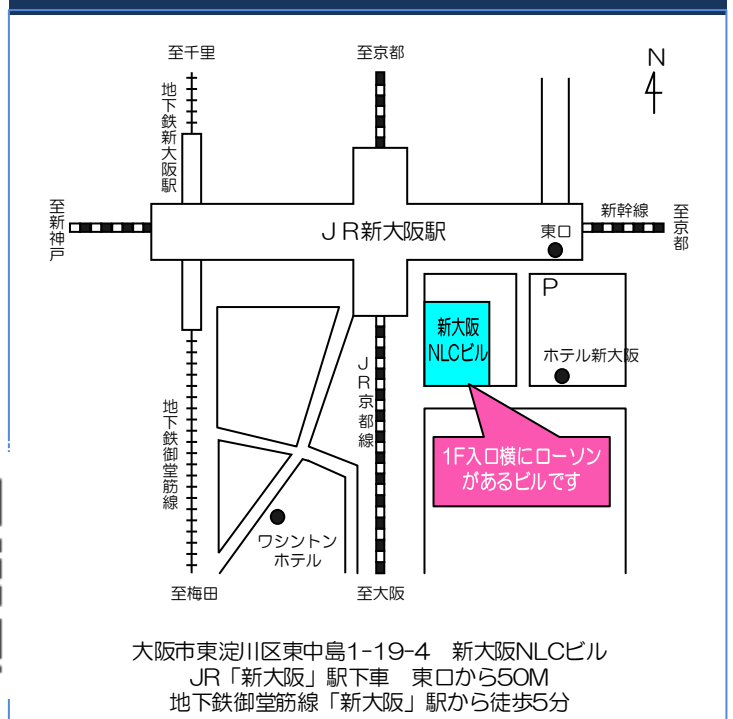 至千里
至京都
N
地下鉄新大阪駅
至新神戸
JR新大阪駅
東口
新幹線
至京都
P
新大阪
NLCビル
ホテル新大阪
JR京都線
地下鉄御堂筋線
1F入口横にローソン
があるビルです
ワシントン
ホテル
至梅田
至大阪
大阪市東淀川区東中島1-19-4　新大阪NLCビル
JR「新大阪」駅下車　東口から50M
地下鉄御堂筋線「新大阪」駅から徒歩5分